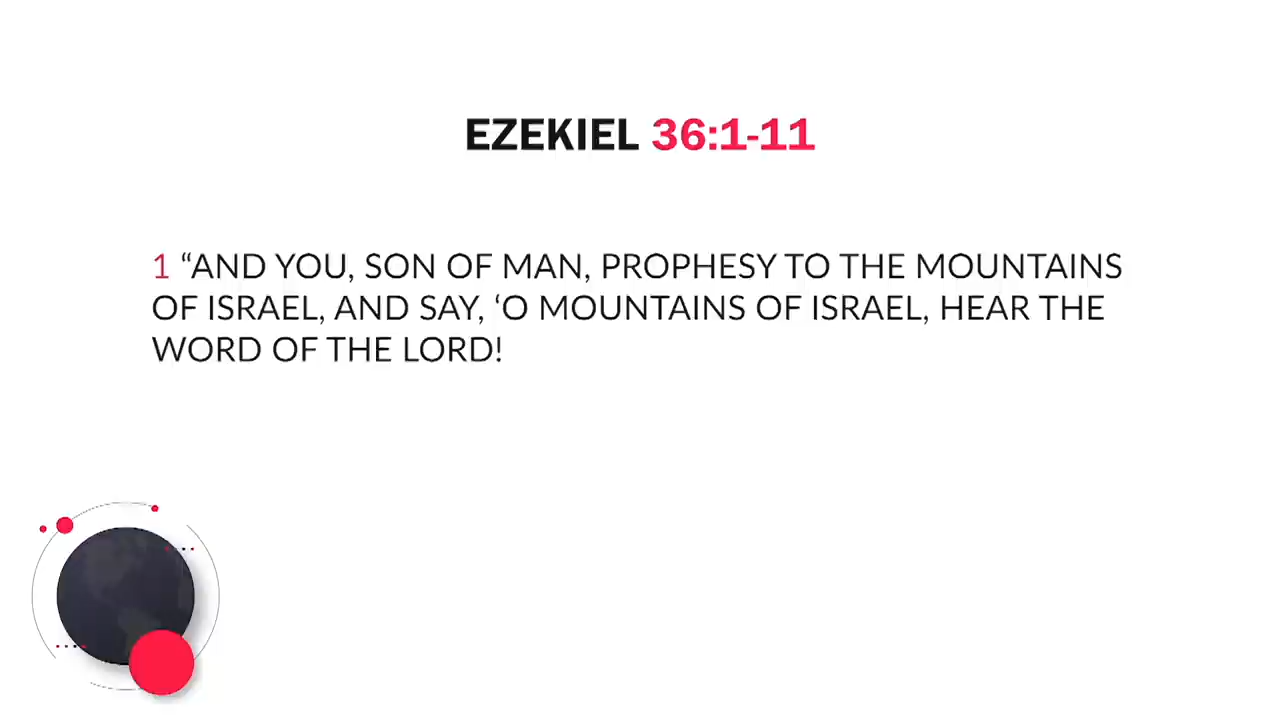 EZEKIEL 36:1-11
1 “AND YOU, SON OF MAN, PROPHESY TO THE MOUNTAINS
OF ISRAEL, AND SAY, ‘O MOUNTAINS OF ISRAEL, HEAR THE
WORD OF THE LORD!